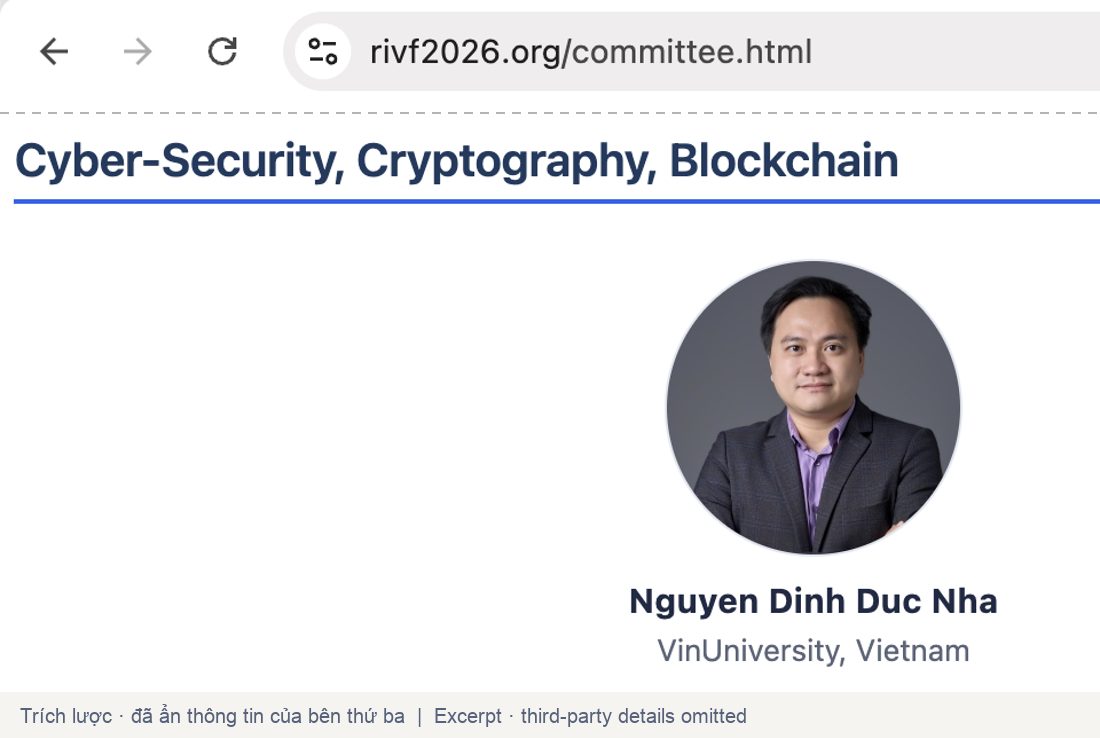 rivf2026.org/committee.html
Cyber-Security, Cryptography, Blockchain
Nguyen Dinh Duc Nha
VinUniversity, Vietnam
Trích lược · đã ẩn thông tin của bên thứ ba | Excerpt · third-party details omitted